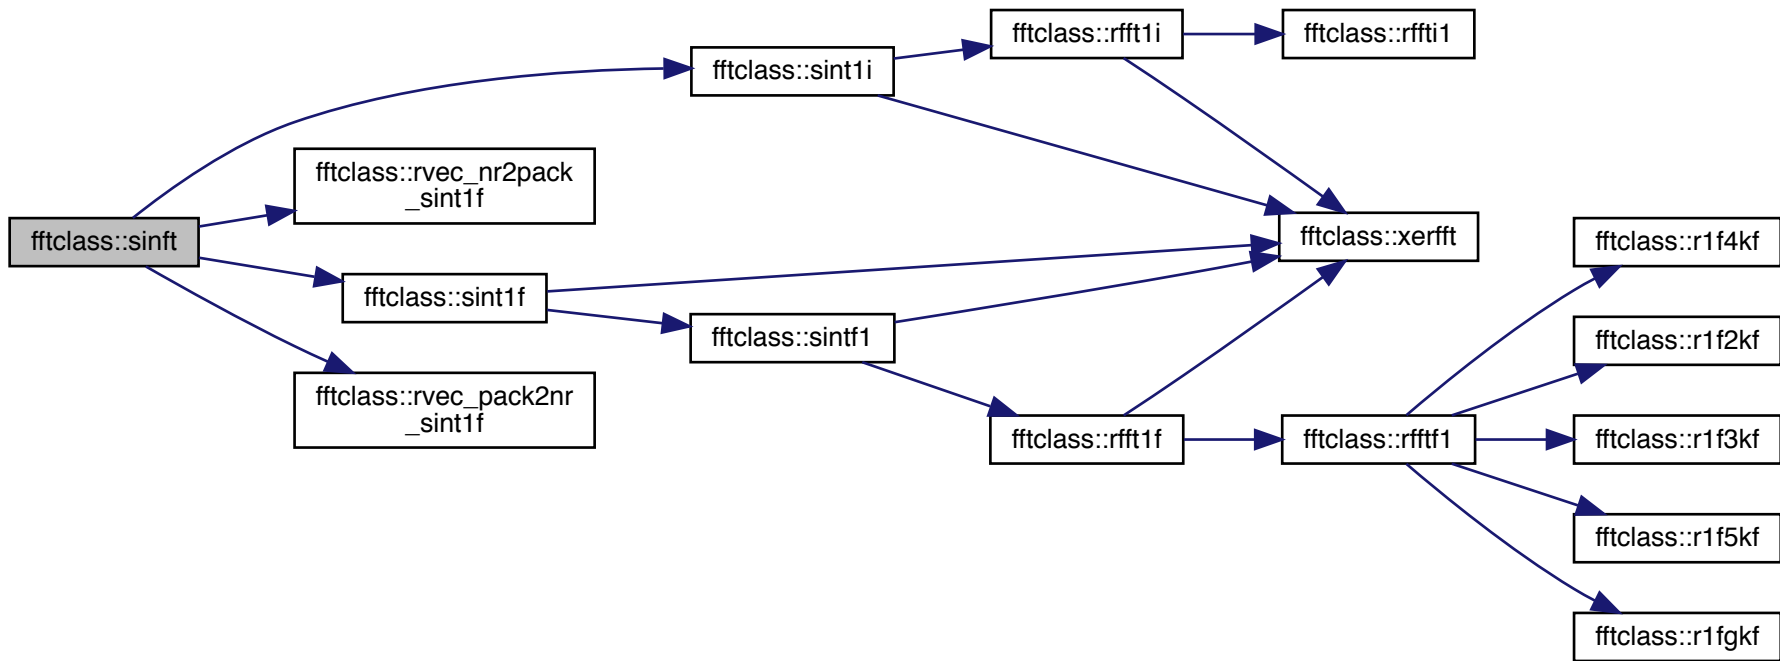 fftclass::sinft
fftclass::sint1i
fftclass::rvec_nr2pack
_sint1f
fftclass::sint1f
fftclass::rvec_pack2nr
_sint1f
fftclass::sintf1
fftclass::rfft1i
fftclass::rffti1
fftclass::xerfft
fftclass::rfft1f
fftclass::rfftf1
fftclass::r1f4kf
fftclass::r1f2kf
fftclass::r1f3kf
fftclass::r1f5kf
fftclass::r1fgkf